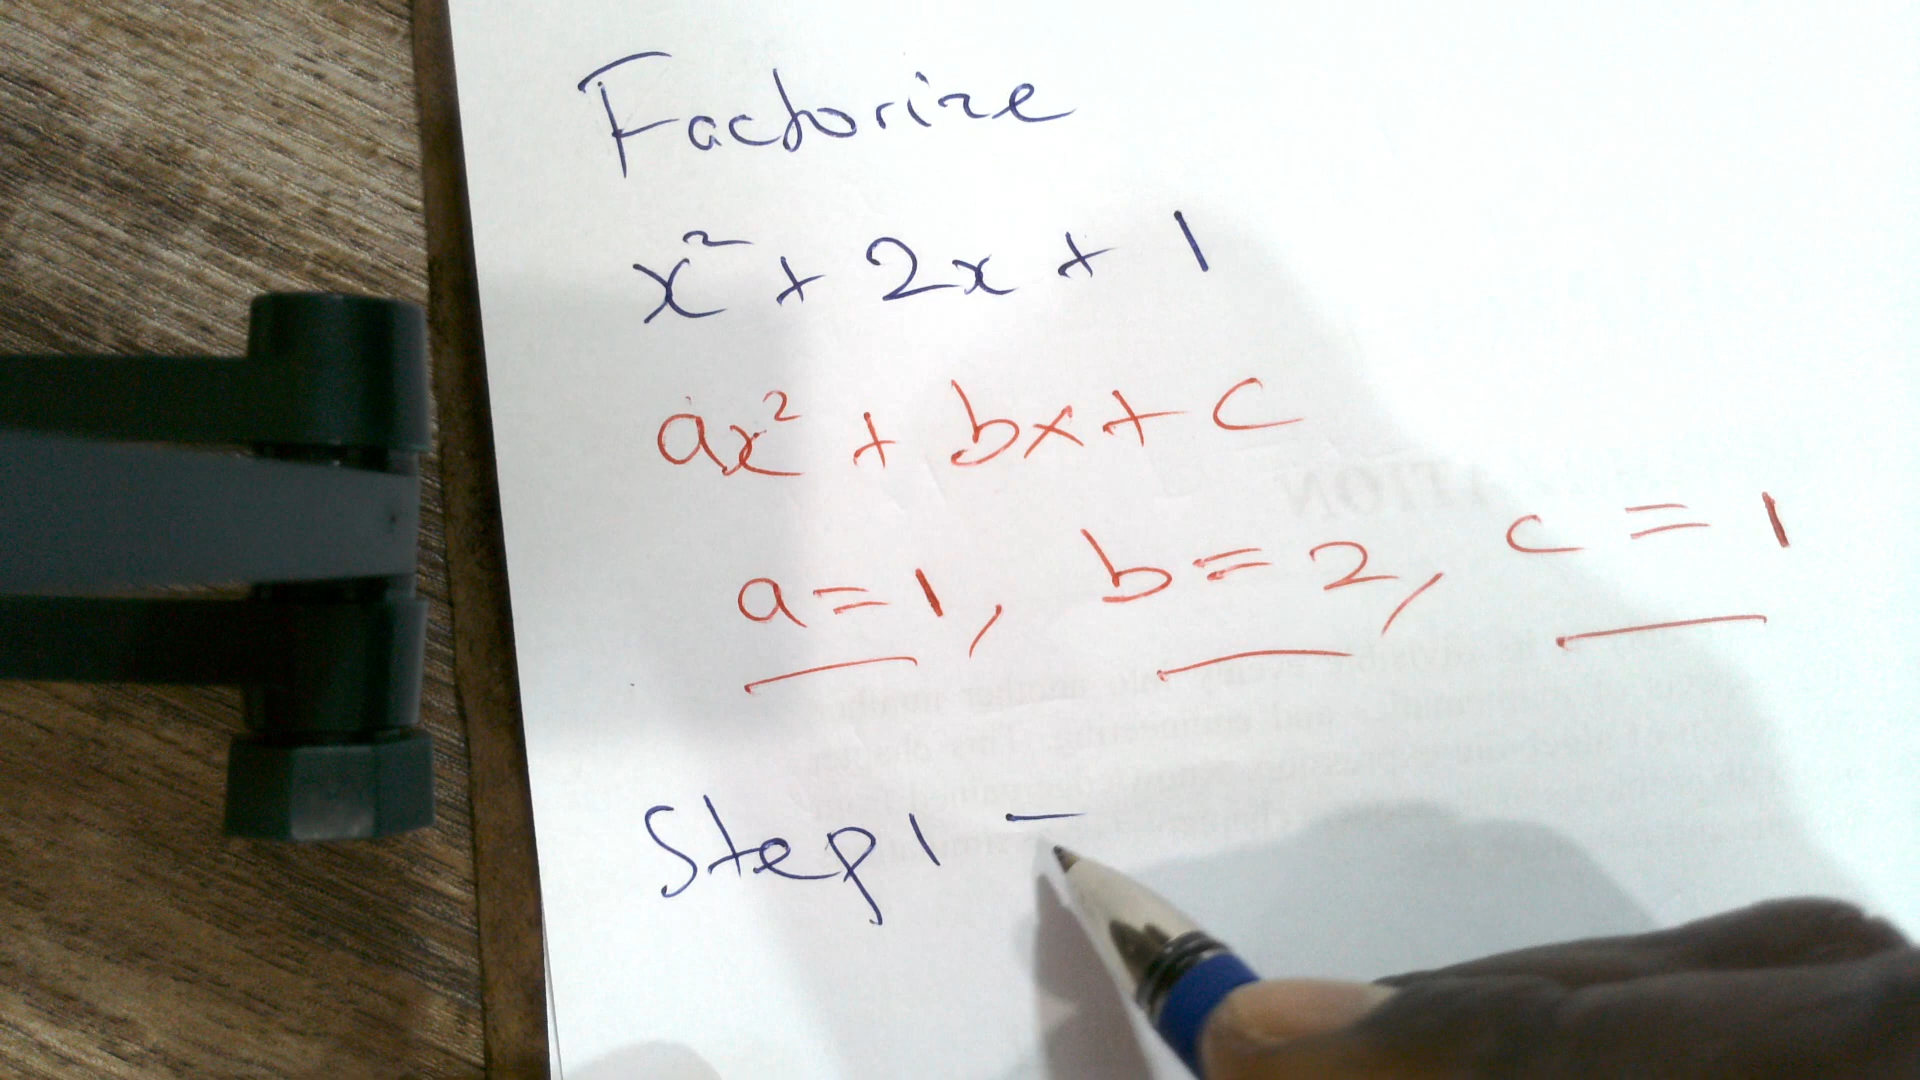 Factorize
x² + 2x + 1
ax² + bx + c
a = 1, b = 2, c = 1
Step 1 -